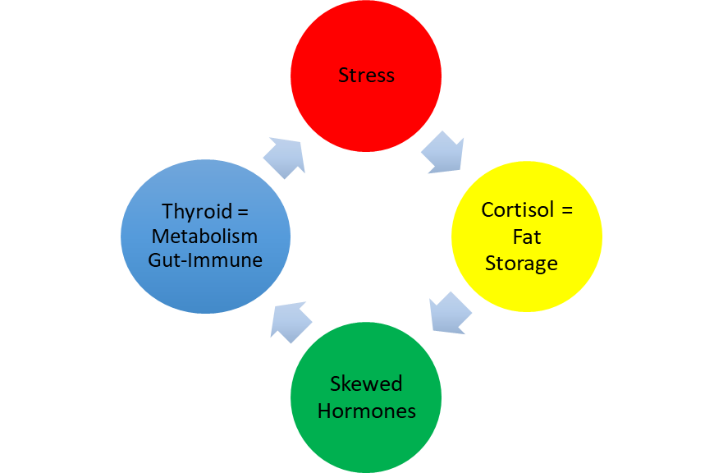 Stress
Cortisol =
Fat
Storage
Skewed
Hormones
Thyroid =
Metabolism
Gut-Immune